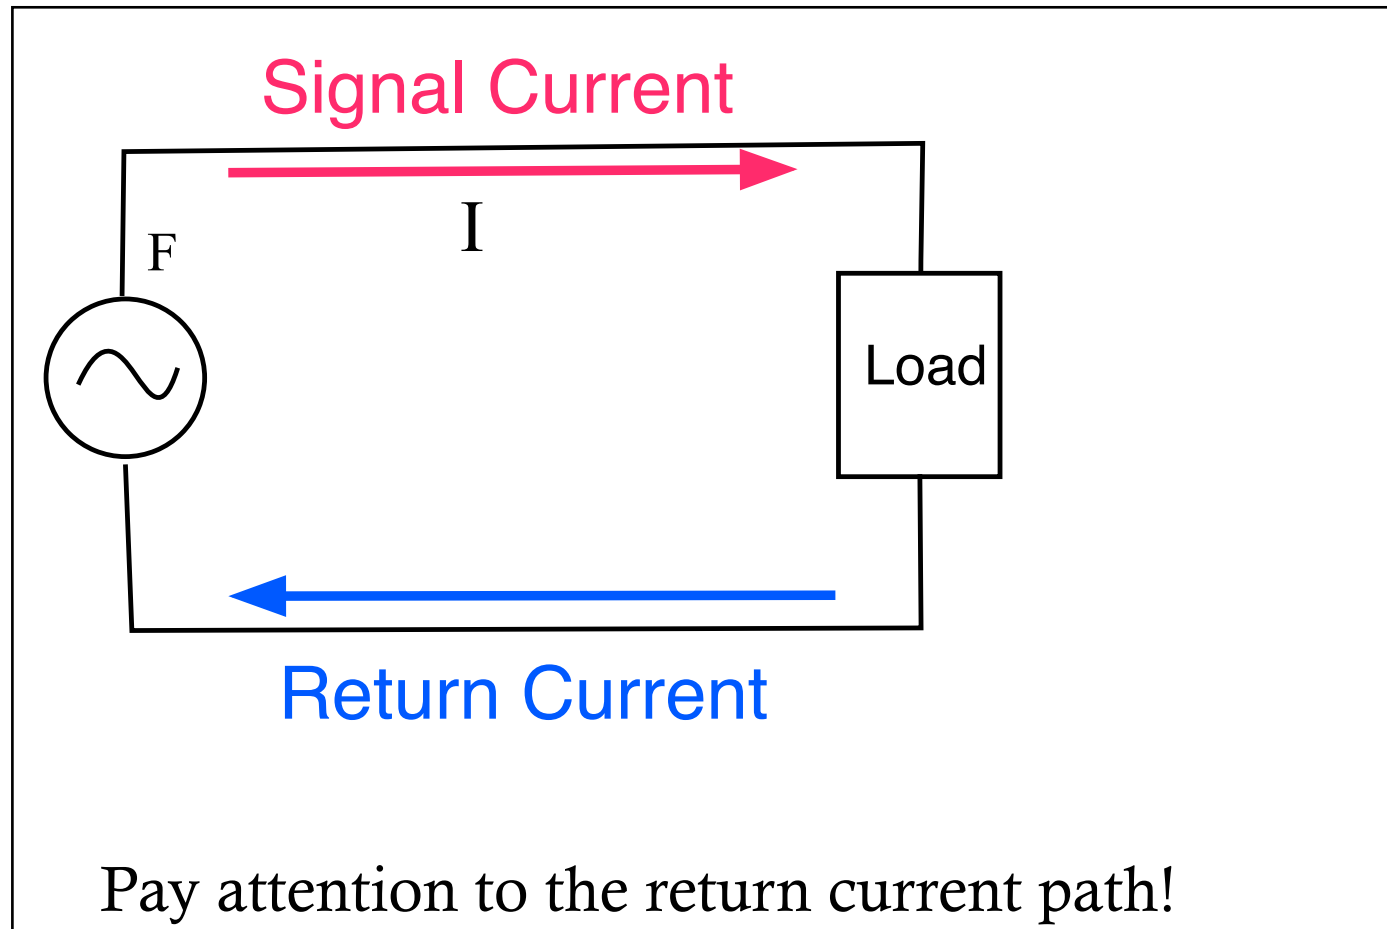 Signal Current
I
F
Load
Return Current
Pay attention to the return current path!